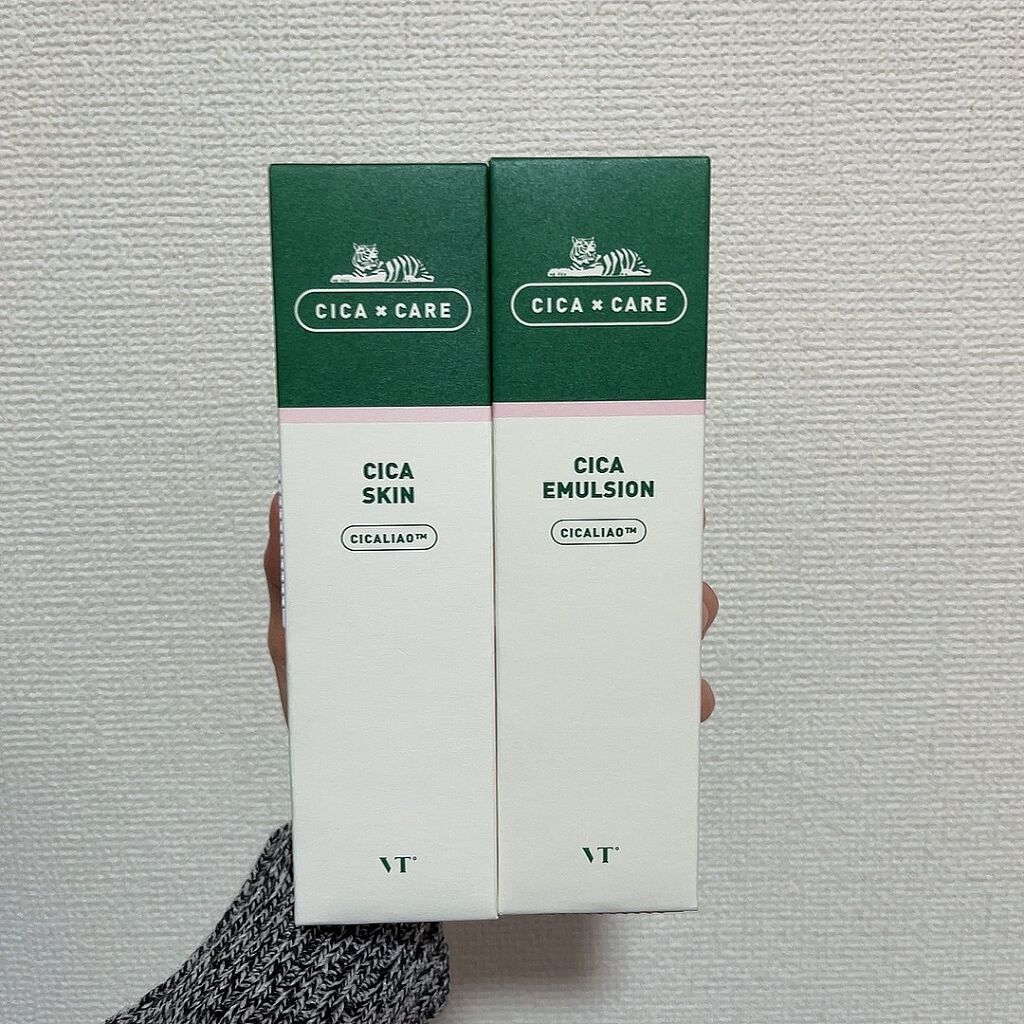 CICA × CARE
CICA
SKIN
CICALIAO™
VT°
CICA × CARE
CICA
EMULSION
CICALIAO™
VT°